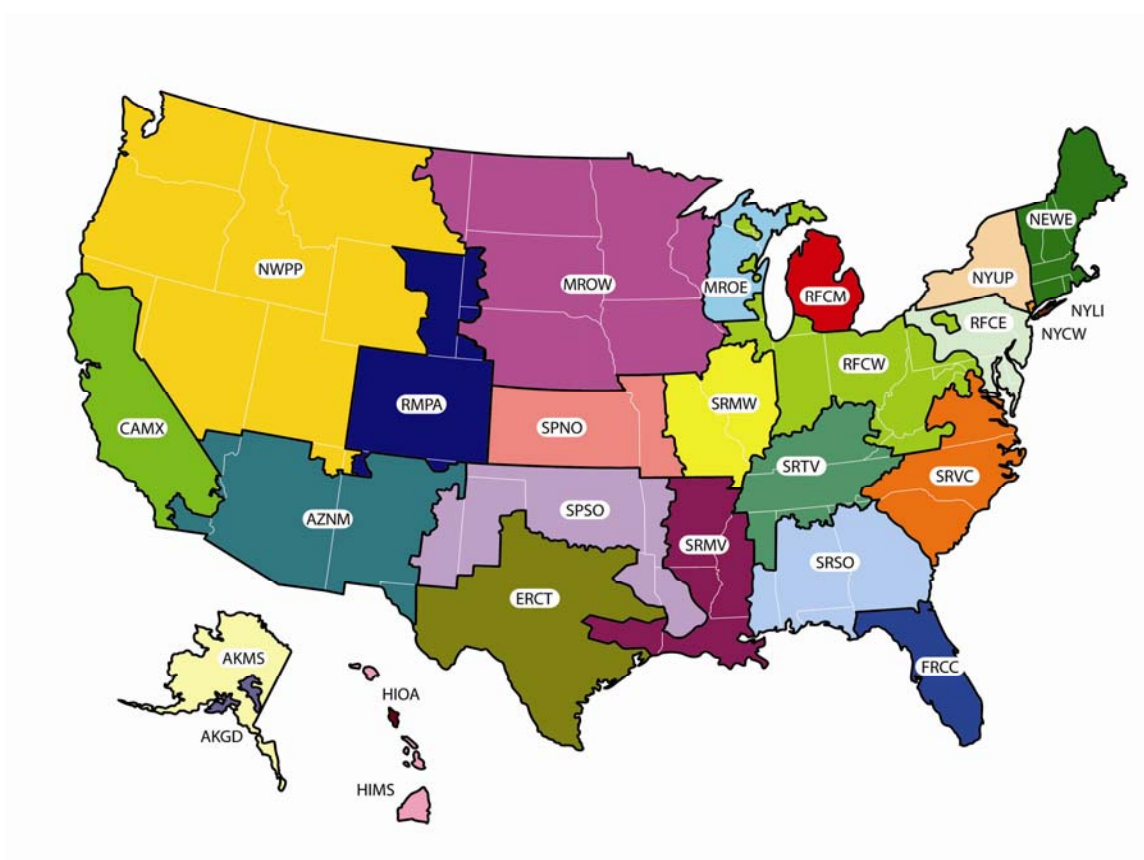 NEWE
NWPP
MROW
MROE
RFCM
NYUP
NYLI
RFCE
NYCW
RFCW
RMPA
SRMW
CAMX
SPNO
SRTV
SRVC
AZNM
SPSO
SRMV
SRSO
ERCT
AKMS
FRCC
HIOA
AKGD
HIMS